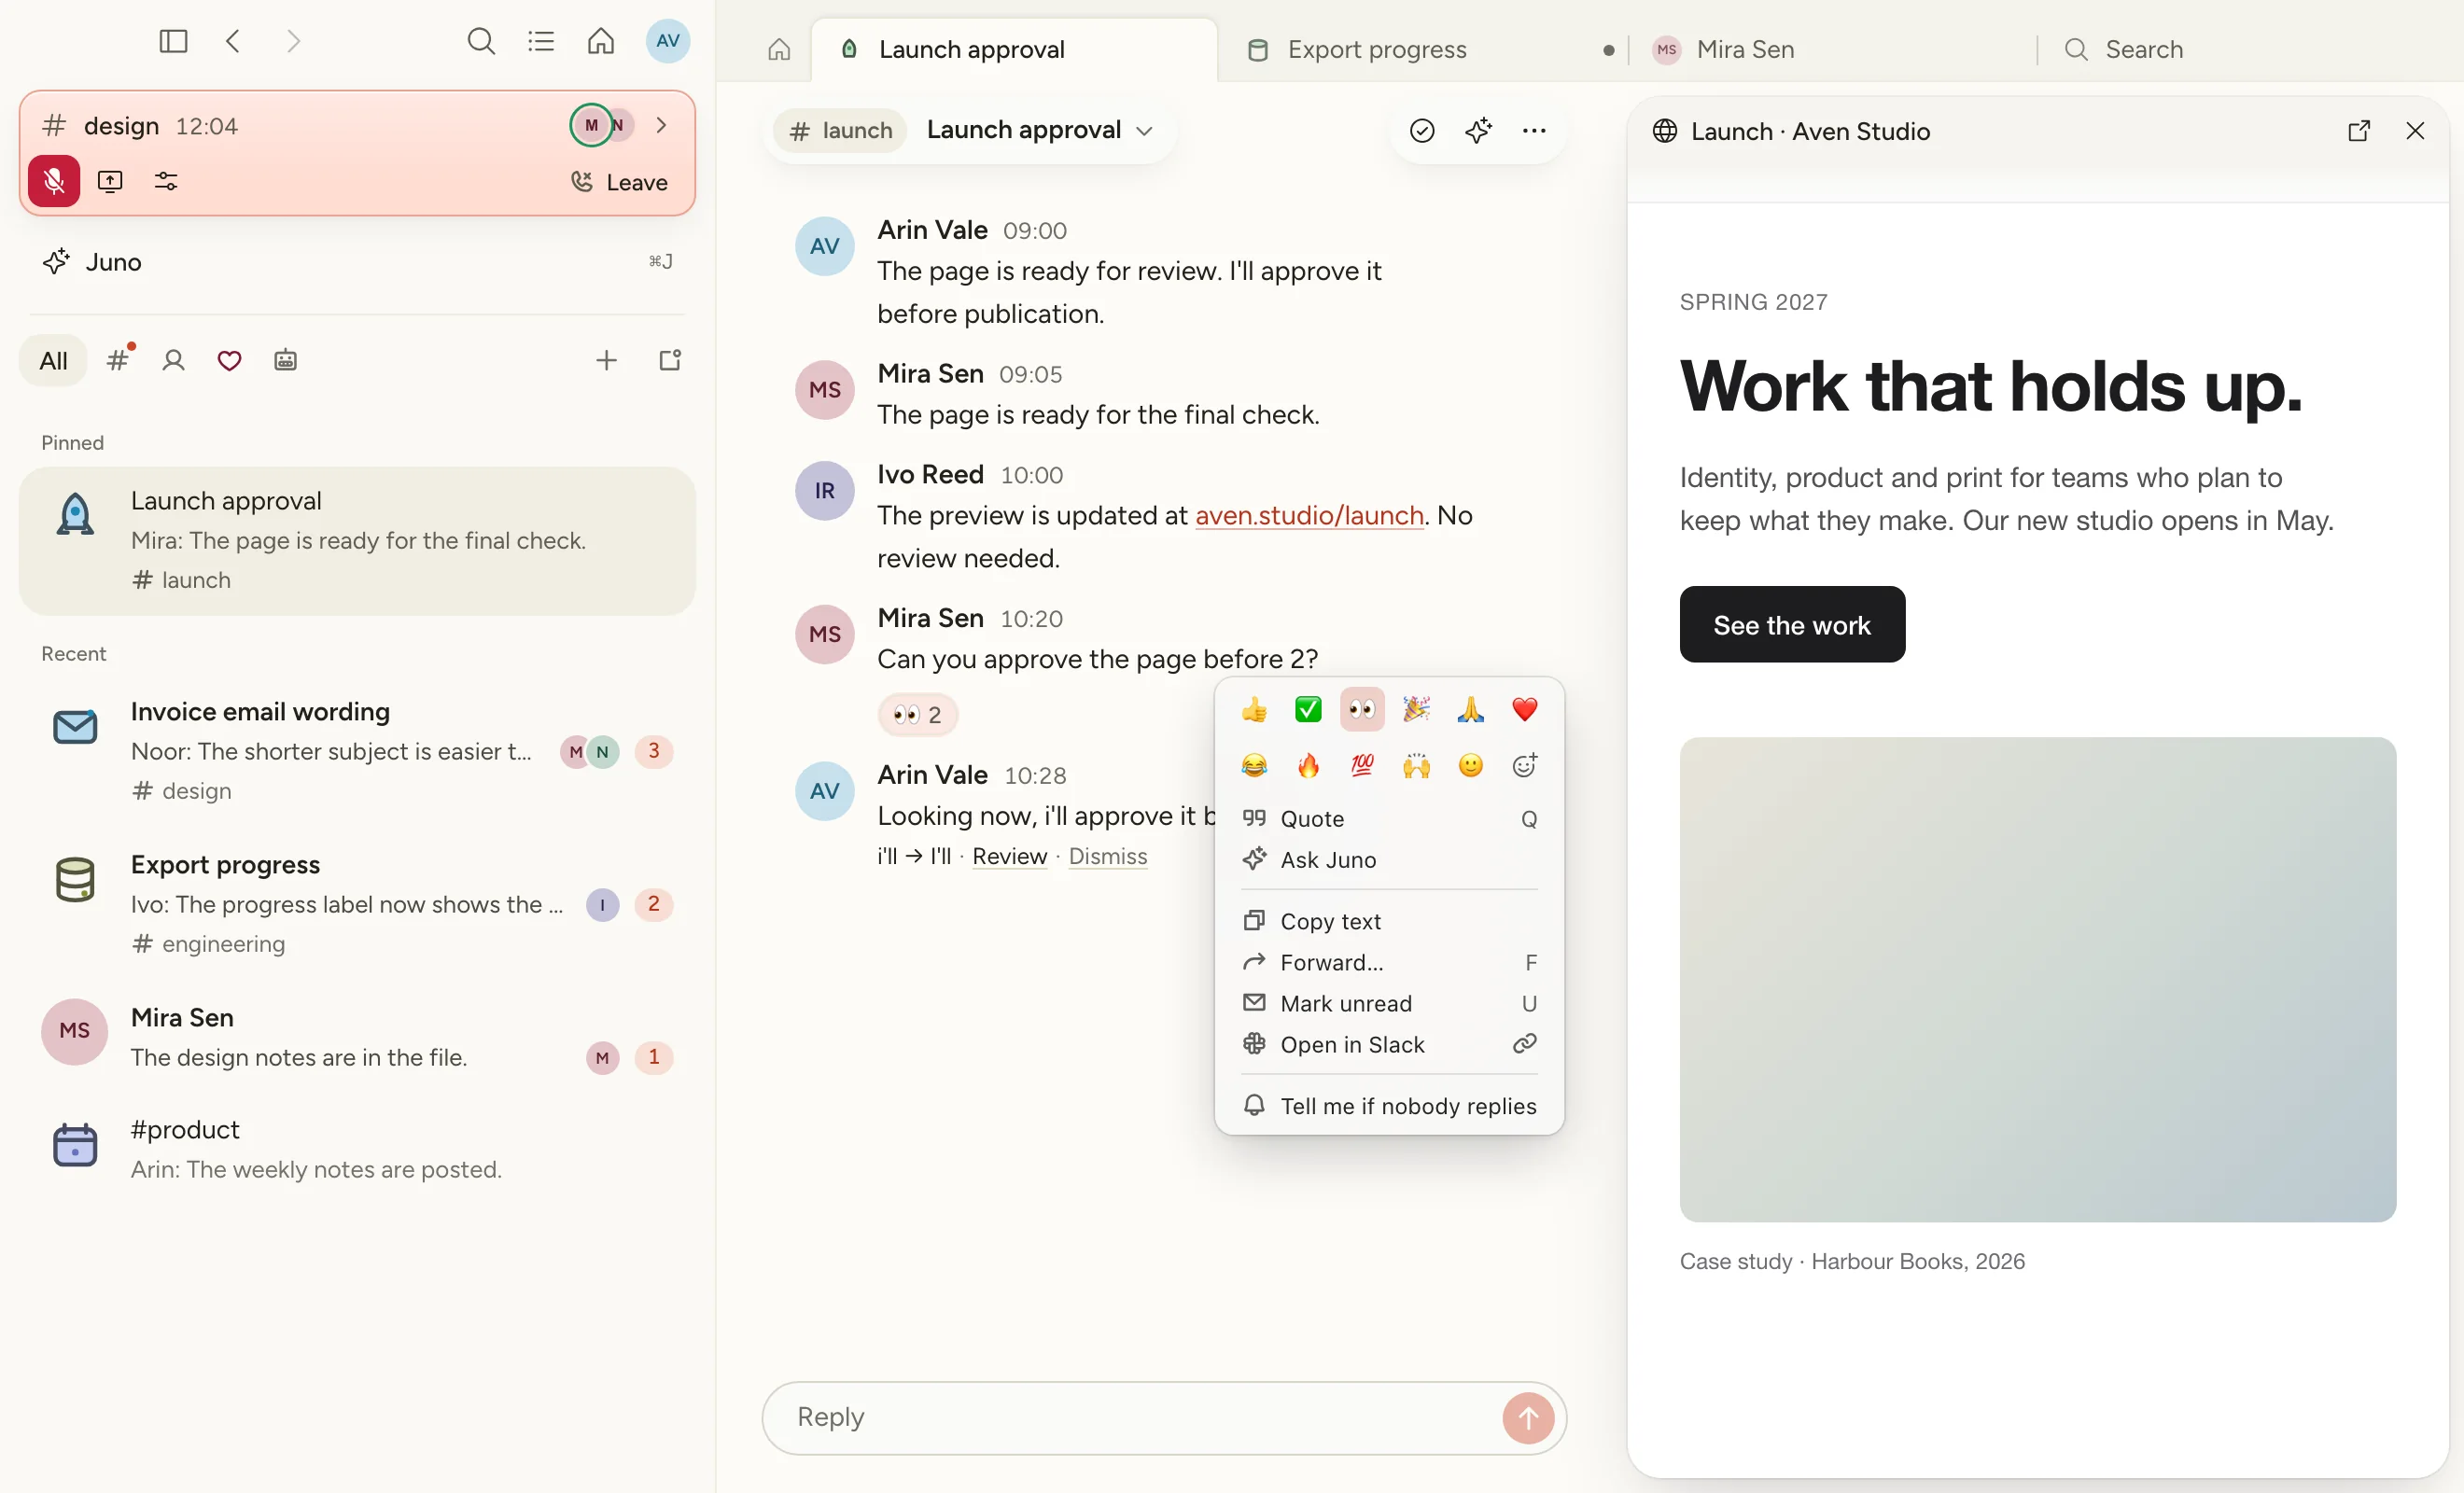 AV
# design 12:04
M N
Leave
Juno
⌘J
All
Pinned
Launch approval
Mira: The page is ready for the final check.
# launch
Recent
Invoice email wording
Noor: The shorter subject is easier t...
M N 3
# design
Export progress
Ivo: The progress label now shows the ...
I 2
# engineering
MS
Mira Sen
The design notes are in the file.
M 1
#product
Arin: The weekly notes are posted.
Launch approval
Export progress
MS Mira Sen
Search
# launch
Launch approval
AV
Arin Vale 09:00
The page is ready for review. I'll approve it
before publication.
MS
Mira Sen 09:05
The page is ready for the final check.
IR
Ivo Reed 10:00
The preview is updated at aven.studio/launch. No
review needed.
MS
Mira Sen 10:20
Can you approve the page before 2?
👀 2
AV
Arin Vale 10:28
Looking now, i'll approve it b
i'll → I'll · Review · Dismiss
👍 ✅ 👀 🎉 🙏 ❤️
😂 🔥 💯 🙌 🙂
Quote Q
Ask Juno
Copy text
Forward... F
Mark unread U
Open in Slack
Tell me if nobody replies
Reply
Launch · Aven Studio
SPRING 2027
Work that holds up.
Identity, product and print for teams who plan to
keep what they make. Our new studio opens in May.
See the work
Case study · Harbour Books, 2026